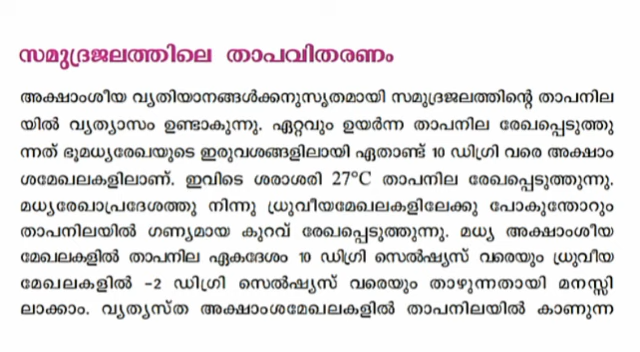 സമുദ്രജലത്തിലെ താപവിതരണം
അക്ഷാംശീയ വ്യതിയാനങ്ങൾക്കനുസൃതമായി സമുദ്രജലത്തിന്റെ താപനില
യിൽ വ്യത്യാസം ഉണ്ടാകുന്നു. ഏറ്റവും ഉയർന്ന താപനില രേഖപ്പെടുത്തു
ന്നത് ഭൂമധ്യരേഖയുടെ ഇരുവശങ്ങളിലായി ഏതാണ്ട് 10 ഡിഗ്രി വരെ അക്ഷാം
ശമേഖലകളിലാണ്. ഇവിടെ ശരാശരി 27°C താപനില രേഖപ്പെടുത്തുന്നു.
മധ്യരേഖാപ്രദേശത്തു നിന്നു ധ്രുവീയമേഖലകളിലേക്കു പോകുന്തോറും
താപനിലയിൽ ഗണ്യമായ കുറവ് രേഖപ്പെടുത്തുന്നു. മധ്യ അക്ഷാംശീയ
മേഖലകളിൽ താപനില ഏകദേശം 10 ഡിഗ്രി സെൽഷ്യസ് വരെയും ധ്രുവീയ
മേഖലകളിൽ -2 ഡിഗ്രി സെൽഷ്യസ് വരെയും താഴുന്നതായി മനസ്സി
ലാക്കാം. വ്യത്യസ്ത അക്ഷാംശമേഖലകളിൽ താപനിലയിൽ കാണുന്ന